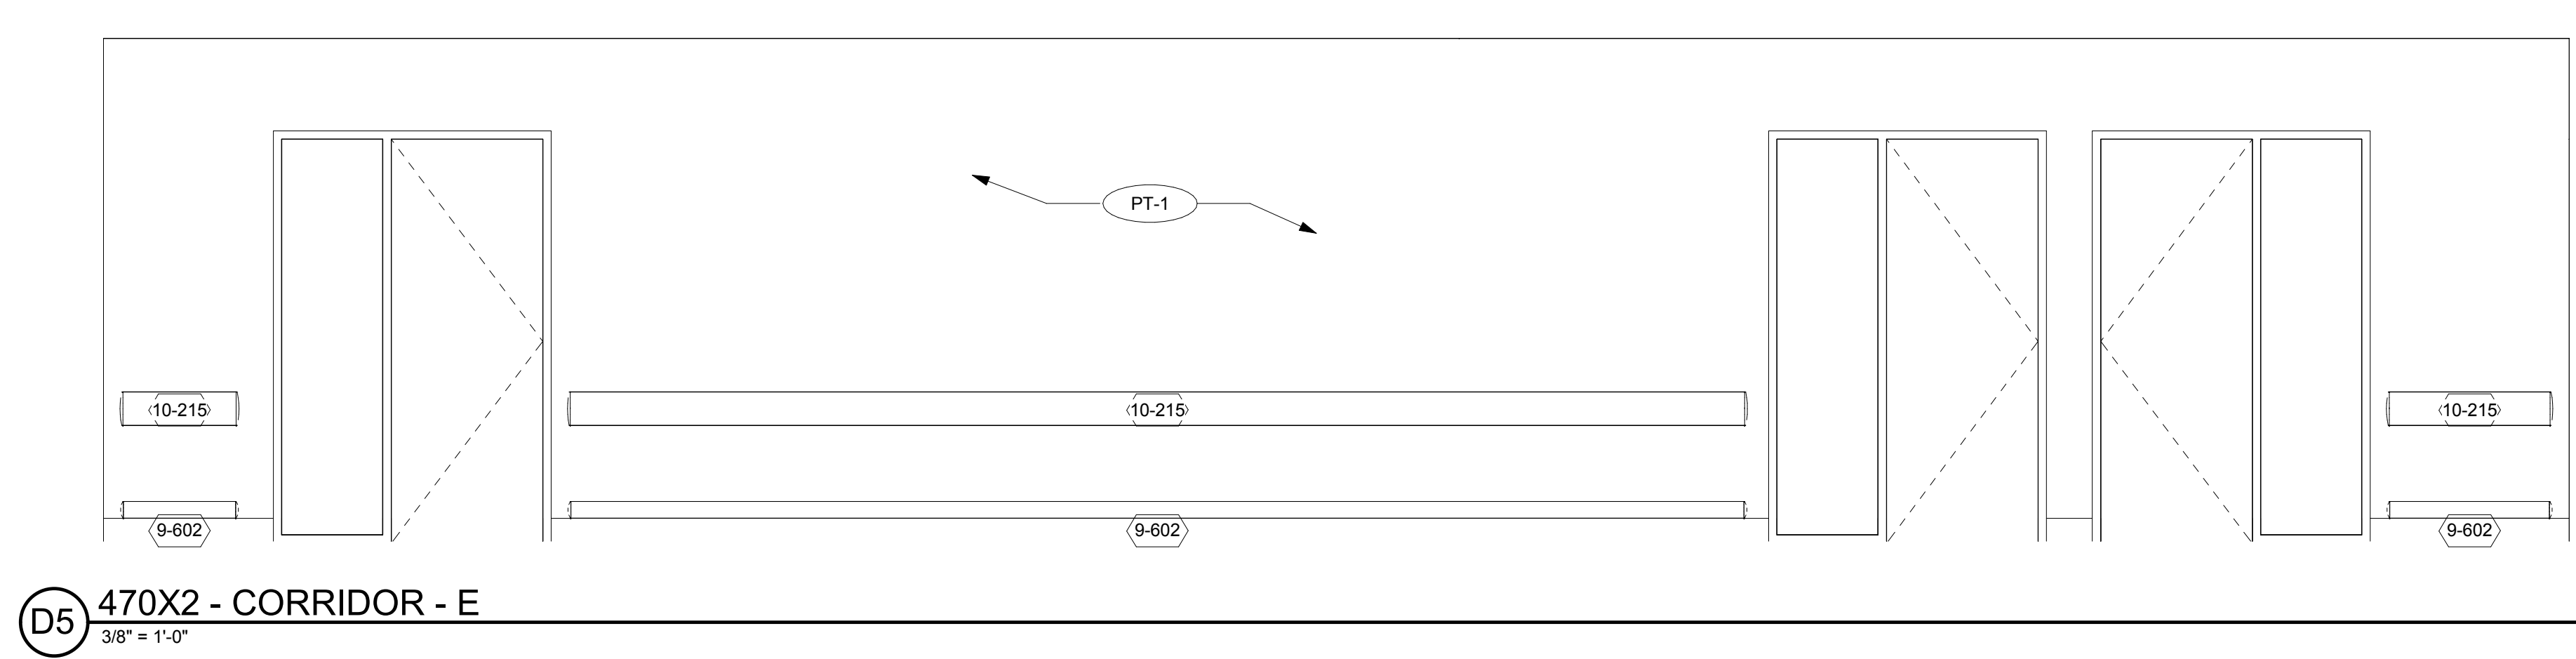 PT-1
10-215
10-215
10-215
9-602
9-602
9-602
D5
470X2 - CORRIDOR - E
3/8" = 1'-0"